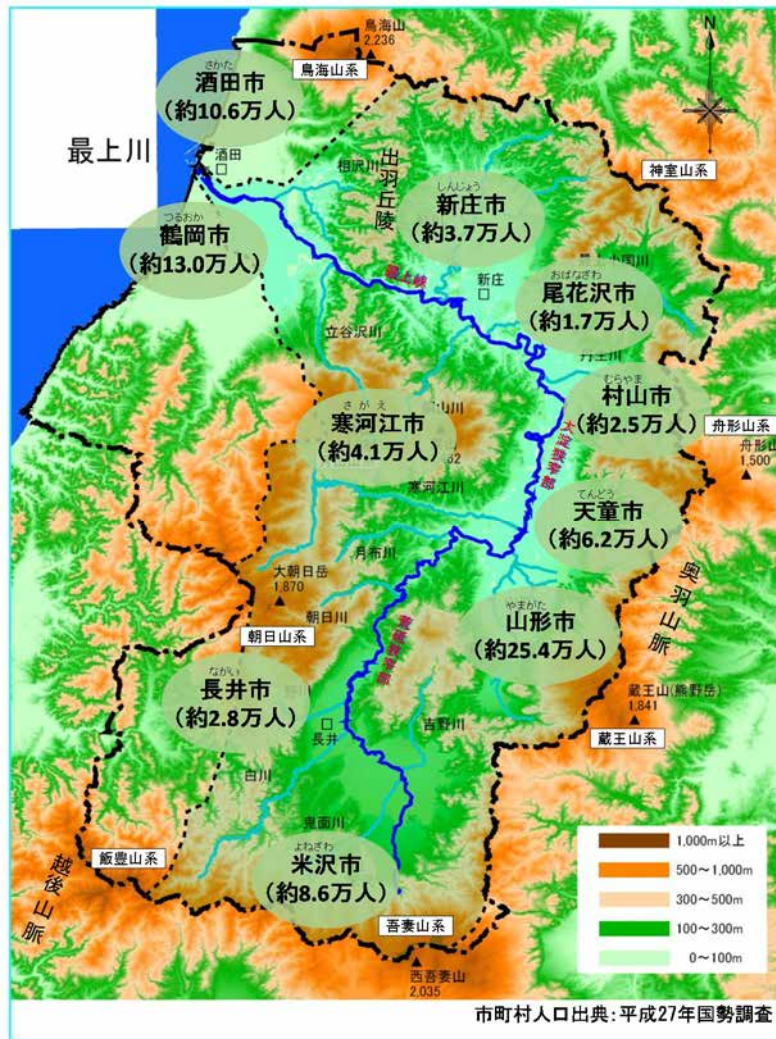 鳥海山
2,236
鳥海山系
さかた
酒田市
(約10.6万人)
N
最上川
酒田
相沢川
出羽丘陵
神室山系
しんじょう
新庄市
(約3.7万人)
つるおか
鶴岡市
(約13.0万人)
最上峡
新庄
おばなざわ
尾花沢市
(約1.7万人)
立谷沢川
丹生川
むらやま
村山市
(約2.5万人)
舟形山系
舟形山
1,500
さがえ
寒河江市
(約4.1万人)
大淀狭窄部
寒河江川
てんどう
天童市
(約6.2万人)
月布川
大朝日岳
1,870
朝日川
朝日山系
奥羽山脈
やまがた
山形市
(約25.4万人)
荒砥狭窄部
ながい
長井市
(約2.8万人)
蔵王山(熊野岳)
1,841
蔵王山系
長井
吉野川
白川
鬼面川
よねざわ
米沢市
(約8.6万人)
飯豊山系
越後山脈
吾妻山系
西吾妻山
2,035
1,000m以上
500～1,000m
300～500m
100～300m
0～100m
市町村人口出典:平成27年国勢調査